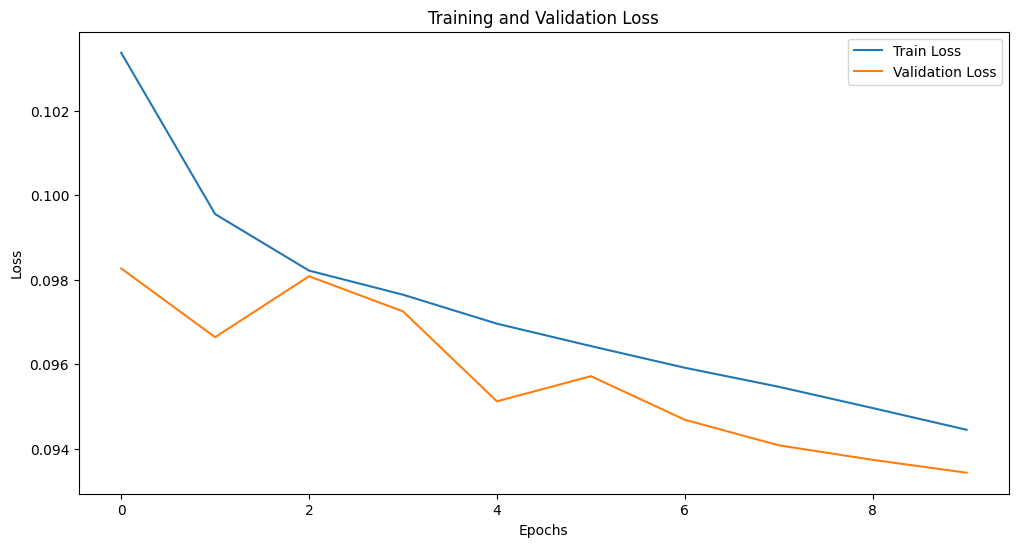 Training and Validation Loss
Train Loss
Validation Loss
0.102
0.100
0.098
0.096
0.094
Loss
0
2
4
6
8
Epochs